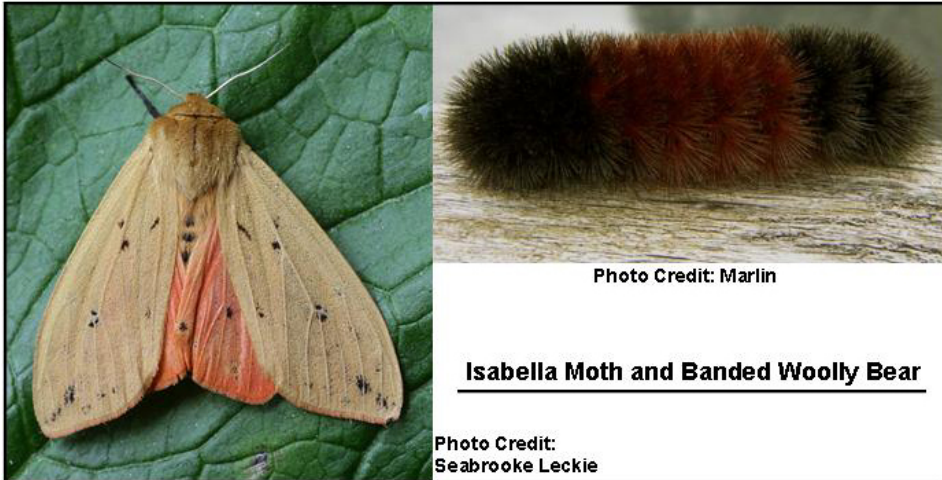 Photo Credit: Marlin
Isabella Moth and Banded Woolly Bear
Photo Credit:
Seabrooke Leckie